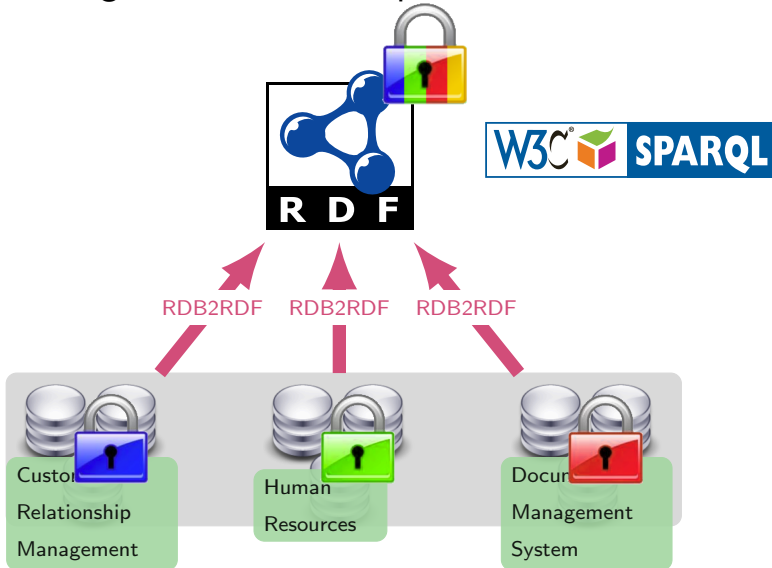 RDF
W3C SPARQL
RDB2RDF RDB2RDF RDB2RDF
Relationship
Management
Human
Resources
Management
System